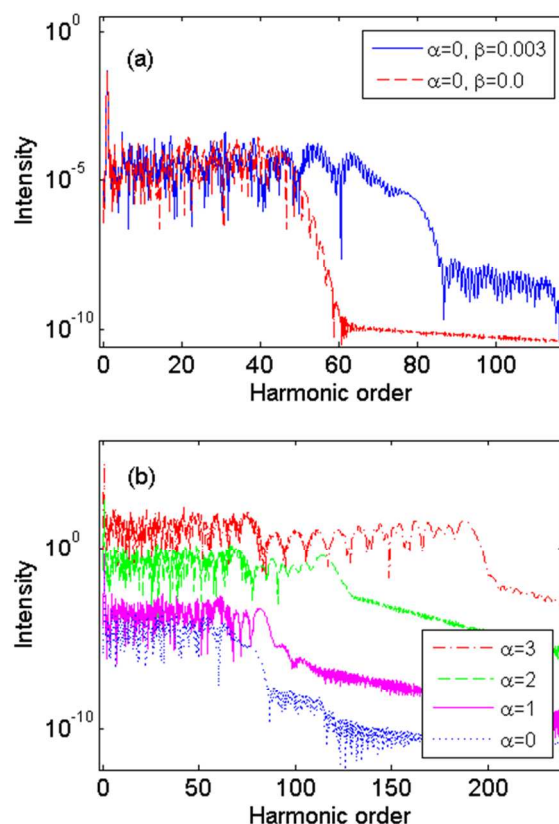 10^0
(a)
α=0, β=0.003
α=0, β=0.0
Intensity
10^-5
10^-10
0 20 40 60 80 100
Harmonic order
(b)
Intensity
10^0
10^-10
α=3
α=2
α=1
α=0
0 50 100 150 200
Harmonic order